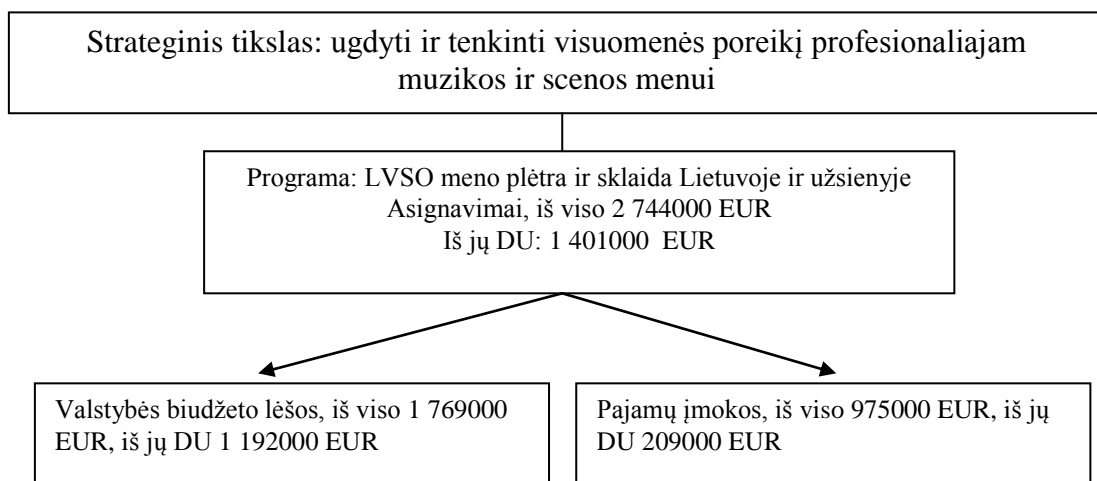 Strateginis tikslas: ugdyti ir tenkinti visuomenės poreikį profesionaliajam
muzikos ir scenos menui
Programa: LVSO meno plėtra ir sklaida Lietuvoje ir užsienyje
Asignavimai, iš viso 2 744000 EUR
Iš jų DU: 1 401000 EUR
Valstybės biudžeto lėšos, iš viso 1 769000
EUR, iš jų DU 1 192000 EUR
Pajamų įmokos, iš viso 975000 EUR, iš jų
DU 209000 EUR